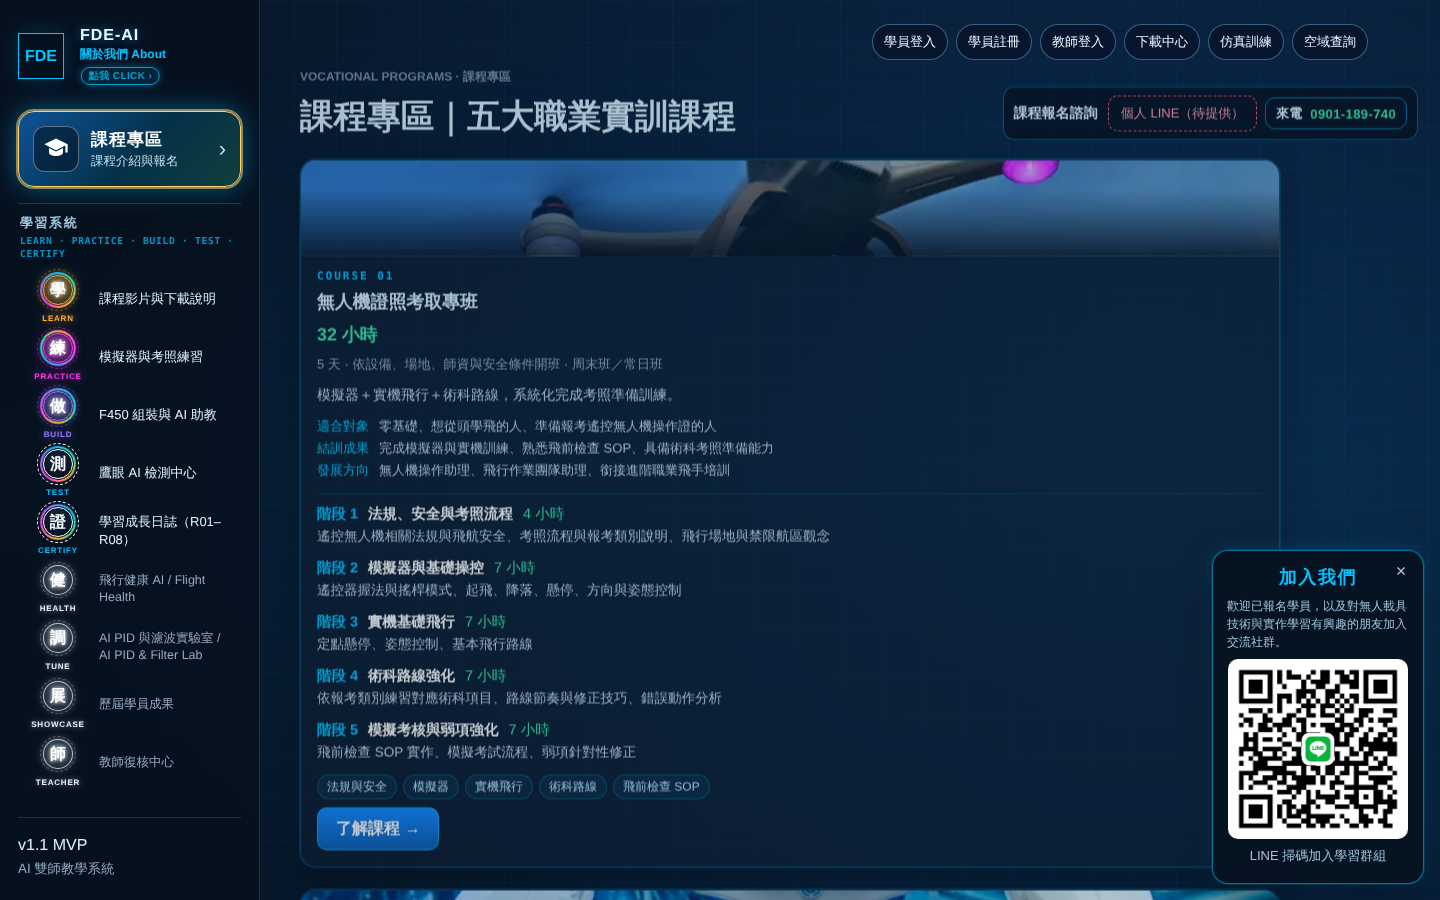 FDE
FDE-AI
關於我們 About
點我 CLICK ›
課程專區
課程介紹與報名
›
學習系統
LEARN · PRACTICE · BUILD · TEST ·
CERTIFY
學
LEARN
課程影片與下載說明
練
PRACTICE
模擬器與考照練習
做
BUILD
F450 組裝與 AI 助教
測
TEST
鷹眼 AI 檢測中心
證
CERTIFY
學習成長日誌（R01–
R08）
健
HEALTH
飛行健康 AI / Flight
Health
調
TUNE
AI PID 與濾波實驗室 /
AI PID & Filter Lab
展
SHOWCASE
歷屆學員成果
師
TEACHER
教師復核中心
v1.1 MVP
AI 雙師教學系統
學員登入
學員註冊
教師登入
下載中心
仿真訓練
空域查詢
VOCATIONAL PROGRAMS · 課程專區
課程專區｜五大職業實訓課程
課程報名諮詢
個人 LINE（待提供）
來電 0901-189-740
COURSE 01
無人機證照考取專班
32 小時
5 天 · 依設備、場地、師資與安全條件開班 · 周末班／常日班
模擬器＋實機飛行＋術科路線，系統化完成考照準備訓練。
適合對象 零基礎、想從頭學飛的人、準備報考遙控無人機操作證的人
結訓成果 完成模擬器與實機訓練、熟悉飛前檢查 SOP、具備術科考照準備能力
發展方向 無人機操作助理、飛行作業團隊助理、銜接進階職業飛手培訓
階段 1 法規、安全與考照流程 4 小時
遙控無人機相關法規與飛航安全、考照流程與報考類別說明、飛行場地與禁限航區觀念
階段 2 模擬器與基礎操控 7 小時
遙控器握法與搖桿模式、起飛、降落、懸停、方向與姿態控制
階段 3 實機基礎飛行 7 小時
定點懸停、姿態控制、基本飛行路線
階段 4 術科路線強化 7 小時
依報考類別練習對應術科項目、路線節奏與修正技巧、錯誤動作分析
階段 5 模擬考核與弱項強化 7 小時
飛前檢查 SOP 實作、模擬考試流程、弱項針對性修正
法規與安全
模擬器
實機飛行
術科路線
飛前檢查 SOP
了解課程 →
加入我們
×
歡迎已報名學員，以及對無人載具
技術與實作學習有興趣的朋友加入
交流社群。
LINE
LINE 掃碼加入學習群組